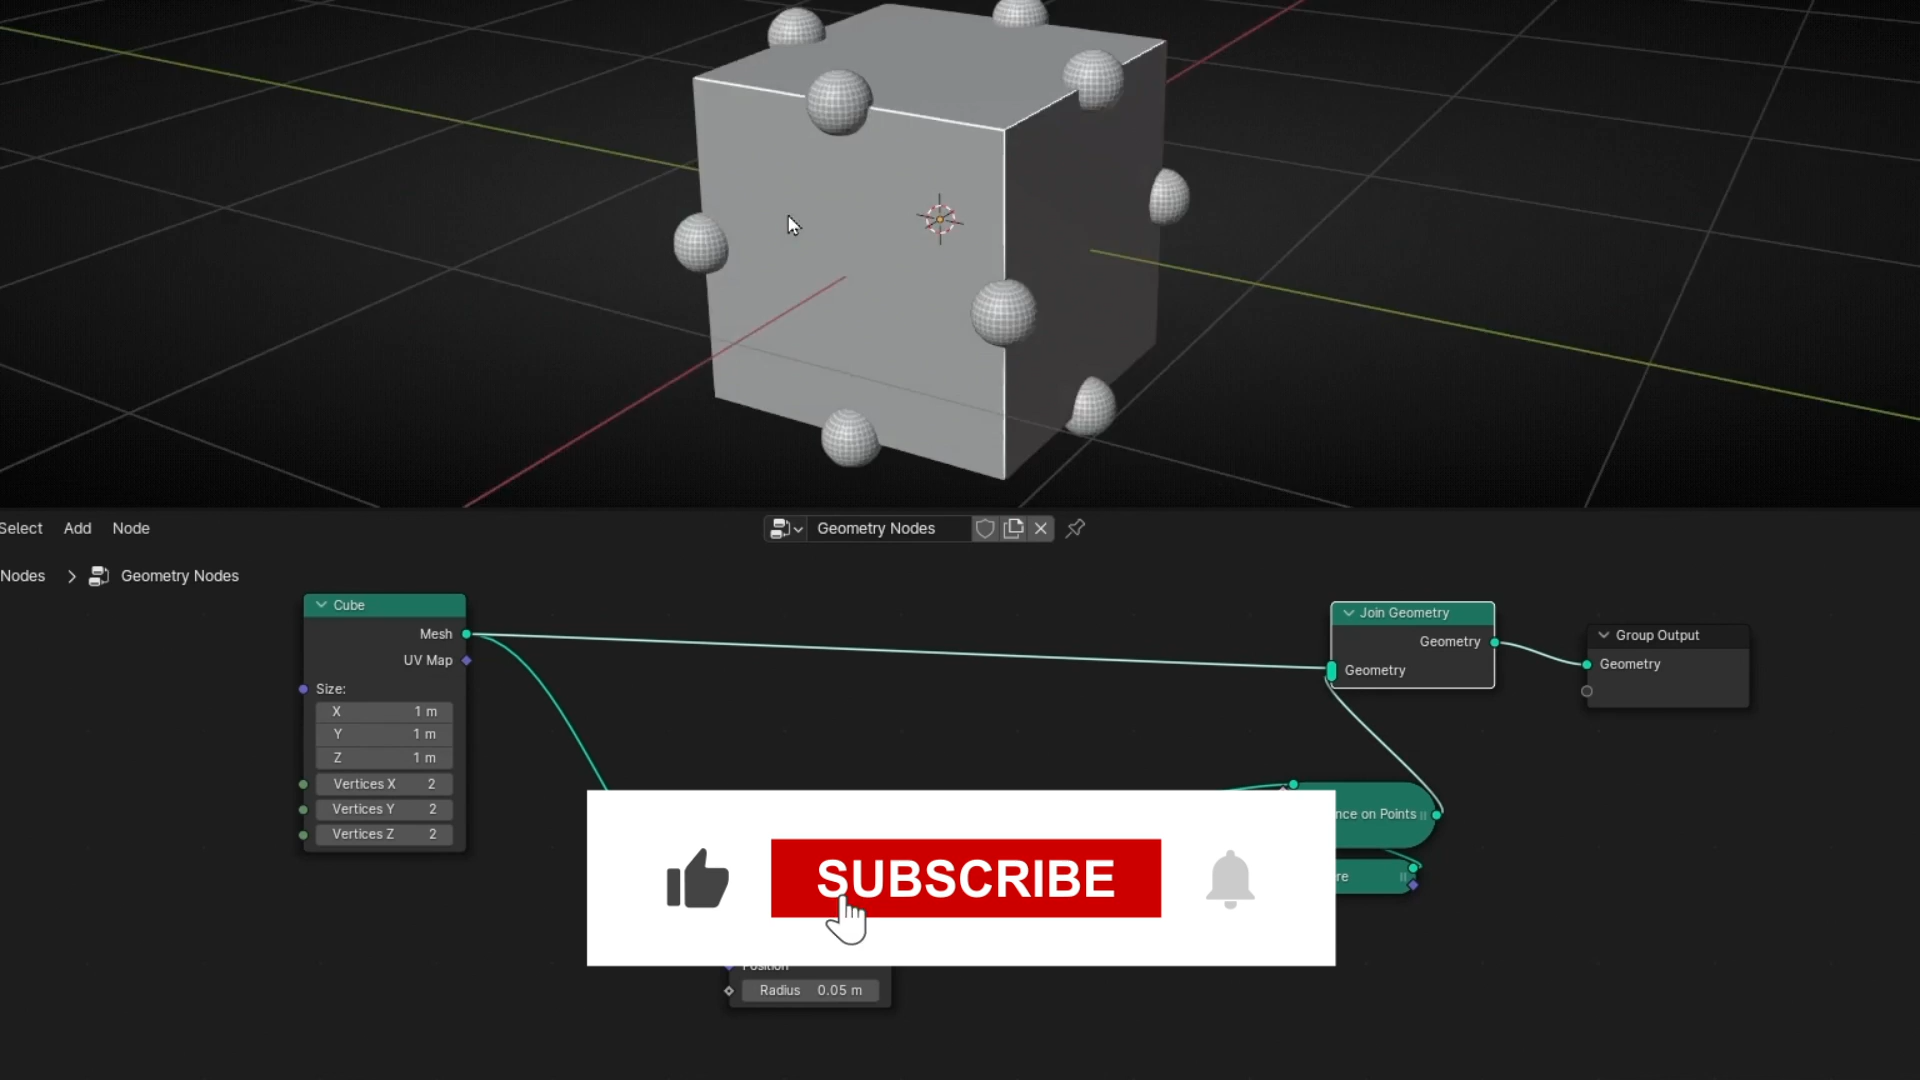 Select Add Node
Geometry Nodes
Nodes > Geometry Nodes
Cube
Mesh
UV Map
Size:
X 1 m
Y 1 m
Z 1 m
Vertices X 2
Vertices Y 2
Vertices Z 2
Join Geometry
Geometry
Geometry
Group Output
Geometry
nce on Points
re
SUBSCRIBE
Position
Radius 0.05 m